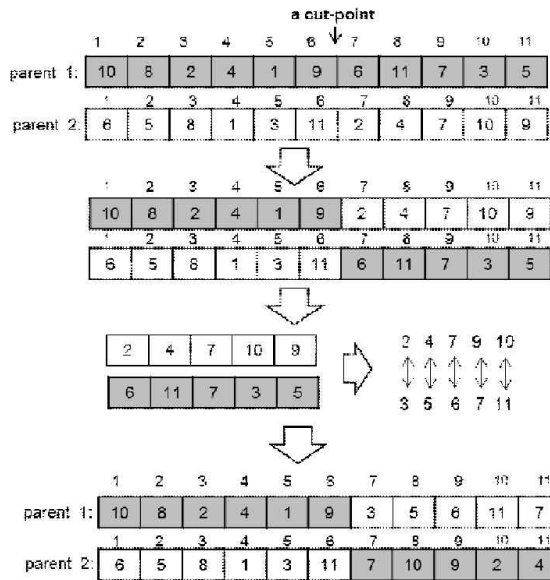 a cut-point
1 2 3 4 5 6 7 8 9 10 11
parent 1: 10 8 2 4 1 9 6 11 7 3 5
1 2 3 4 5 6 7 8 9 10 11
parent 2: 6 5 8 1 3 11 2 4 7 10 9
1 2 3 4 5 6 7 8 9 10 11
10 8 2 4 1 9 2 4 7 10 9
1 2 3 4 5 6 7 8 9 10 11
6 5 8 1 3 11 6 11 7 3 5
2 4 7 10 9
6 11 7 3 5
2 4 7 9 10
3 5 6 7 11
1 2 3 4 5 6 7 8 9 10 11
parent 1: 10 8 2 4 1 9 3 5 6 11 7
1 2 3 4 5 6 7 8 9 10 11
parent 2: 6 5 8 1 3 11 7 10 9 2 4